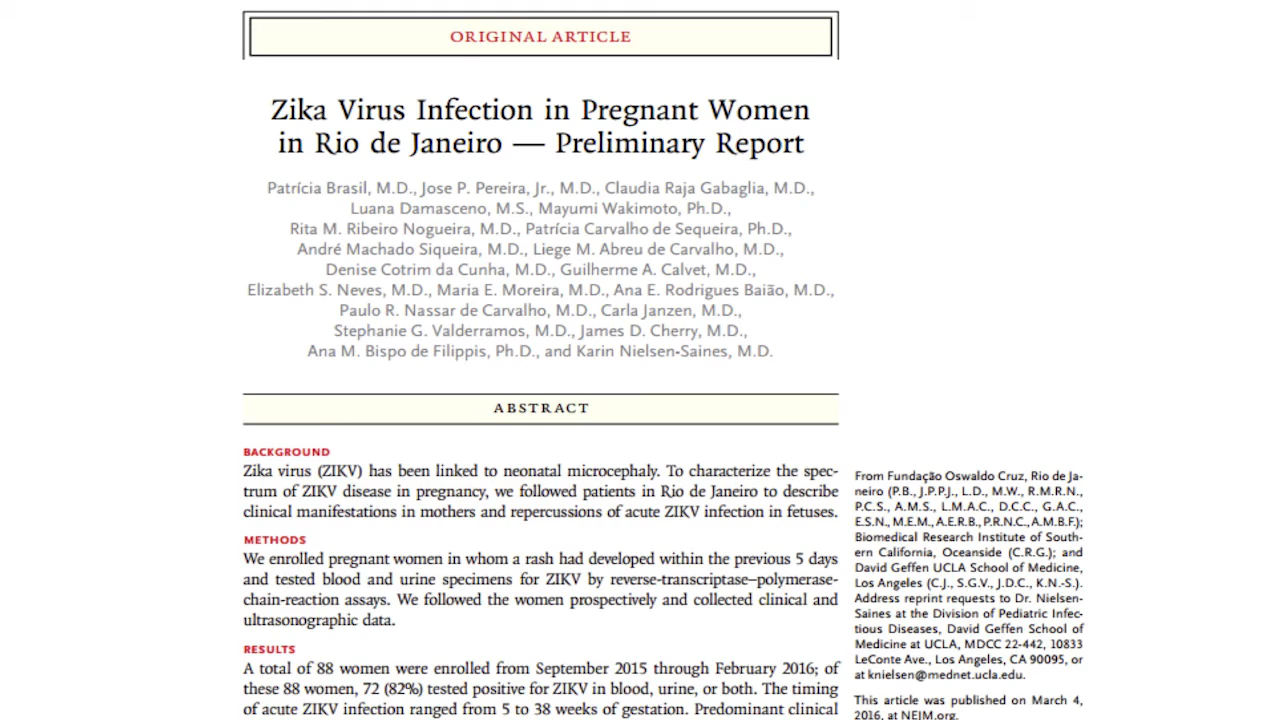 ORIGINAL ARTICLE
Zika Virus Infection in Pregnant Women
in Rio de Janeiro — Preliminary Report
Patrícia Brasil, M.D., Jose P. Pereira, Jr., M.D., Claudia Raja Gabaglia, M.D.,
Luana Damasceno, M.S., Mayumi Wakimoto, Ph.D.,
Rita M. Ribeiro Nogueira, M.D., Patrícia Carvalho de Sequeira, Ph.D.,
André Machado Siqueira, M.D., Liege M. Abreu de Carvalho, M.D.,
Denise Cotrim da Cunha, M.D., Guilherme A. Calvet, M.D.,
Elizabeth S. Neves, M.D., Maria E. Moreira, M.D., Ana E. Rodrigues Baião, M.D.,
Paulo R. Nassar de Carvalho, M.D., Carla Janzen, M.D.,
Stephanie G. Valderramos, M.D., James D. Cherry, M.D.,
Ana M. Bispo de Filippis, Ph.D., and Karin Nielsen-Saines, M.D.
ABSTRACT
BACKGROUND
Zika virus (ZIKV) has been linked to neonatal microcephaly. To characterize the spec-
trum of ZIKV disease in pregnancy, we followed patients in Rio de Janeiro to describe
clinical manifestations in mothers and repercussions of acute ZIKV infection in fetuses.
METHODS
We enrolled pregnant women in whom a rash had developed within the previous 5 days
and tested blood and urine specimens for ZIKV by reverse-transcriptase–polymerase-
chain-reaction assays. We followed the women prospectively and collected clinical and
ultrasonographic data.
RESULTS
A total of 88 women were enrolled from September 2015 through February 2016; of
these 88 women, 72 (82%) tested positive for ZIKV in blood, urine, or both. The timing
of acute ZIKV infection ranged from 5 to 38 weeks of gestation. Predominant clinical
From Fundação Oswaldo Cruz, Rio de Ja-
neiro (P.B., J.P.P.J., L.D., M.W., R.M.R.N.,
P.C.S., A.M.S., L.M.A.C., D.C.C., G.A.C.,
E.S.N., M.E.M., A.E.R.B., P.R.N.C., A.M.B.F.);
Biomedical Research Institute of South-
ern California, Oceanside (C.R.G.); and
David Geffen UCLA School of Medicine,
Los Angeles (C.J., S.G.V., J.D.C., K.N.-S.).
Address reprint requests to Dr. Nielsen-
Saines at the Division of Pediatric Infec-
tious Diseases, David Geffen School of
Medicine at UCLA, MDCC 22-442, 10833
LeConte Ave., Los Angeles, CA 90095, or
at knielsen@mednet.ucla.edu.
This article was published on March 4,
2016, at NEJM.org.